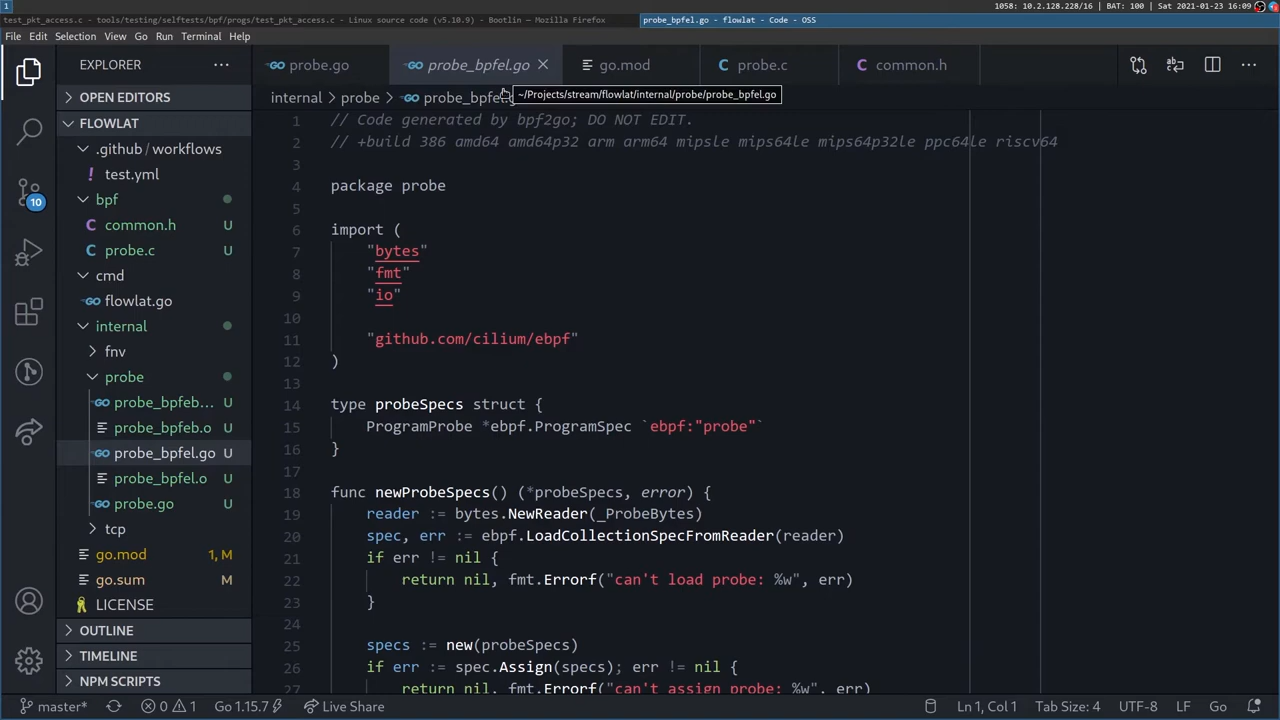 1
test_pkt_access.c - tools/testing/selftests/bpf/progs/test_pkt_access.c - Linux source code (v5.10.9) - Bootlin — Mozilla Firefox
probe_bpfel.go - flowlat - Code - OSS
1058: 10.2.128.228/16 | BAT: 100 | Sat 2021-01-23 16:09
File Edit Selection View Go Run Terminal Help
EXPLORER
OPEN EDITORS
FLOWLAT
.github/workflows
test.yml
bpf
C common.h U
C probe.c U
cmd
flowlat.go
internal
fnv
probe
probe_bpfeb... U
probe_bpfeb.o U
probe_bpfel.go U
probe_bpfel.o U
probe.go U
tcp
go.mod 1, M
go.sum M
LICENSE
OUTLINE
TIMELINE
NPM SCRIPTS
10
probe.go
probe_bpfel.go
go.mod
C probe.c
C common.h
internal > probe > probe_bpfel.g
~/Projects/stream/flowlat/internal/probe/probe_bpfel.go
1 // Code generated by bpf2go; DO NOT EDIT.
2 // +build 386 amd64 amd64p32 arm arm64 mipsle mips64le mips64p32le ppc64le riscv64
3
4 package probe
5
6 import (
7 "bytes"
8 "fmt"
9 "io"
10
11 "github.com/cilium/ebpf"
12 )
13
14 type probeSpecs struct {
15 ProgramProbe *ebpf.ProgramSpec `ebpf:"probe"`
16 }
17
18 func newProbeSpecs() (*probeSpecs, error) {
19 reader := bytes.NewReader(_ProbeBytes)
20 spec, err := ebpf.LoadCollectionSpecFromReader(reader)
21 if err != nil {
22 return nil, fmt.Errorf("can't load probe: %w", err)
23 }
24
25 specs := new(probeSpecs)
26 if err := spec.Assign(specs); err != nil {
27 return nil, fmt.Errorf("can't assign probe: %w", err)
master* 0 1 Go 1.15.7 Live Share Ln 1, Col 1 Tab Size: 4 UTF-8 LF Go